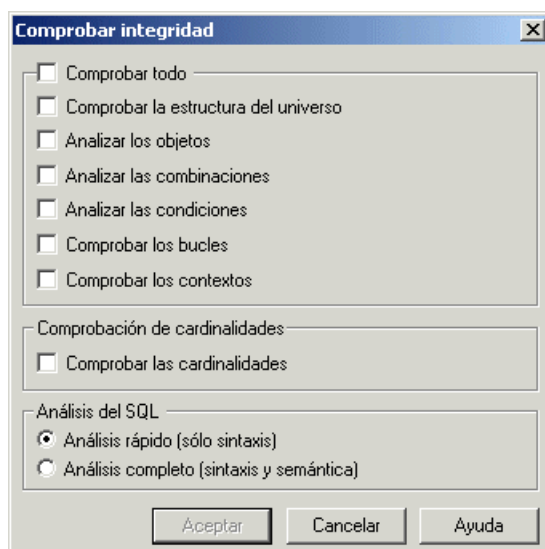 Comprobar integridad
Comprobar todo
Comprobar la estructura del universo
Analizar los objetos
Analizar las combinaciones
Analizar las condiciones
Comprobar los bucles
Comprobar los contextos
Comprobación de cardinalidades
Comprobar las cardinalidades
Análisis del SQL
Análisis rápido (sólo sintaxis)
Análisis completo (sintaxis y semántica)
Aceptar Cancelar Ayuda